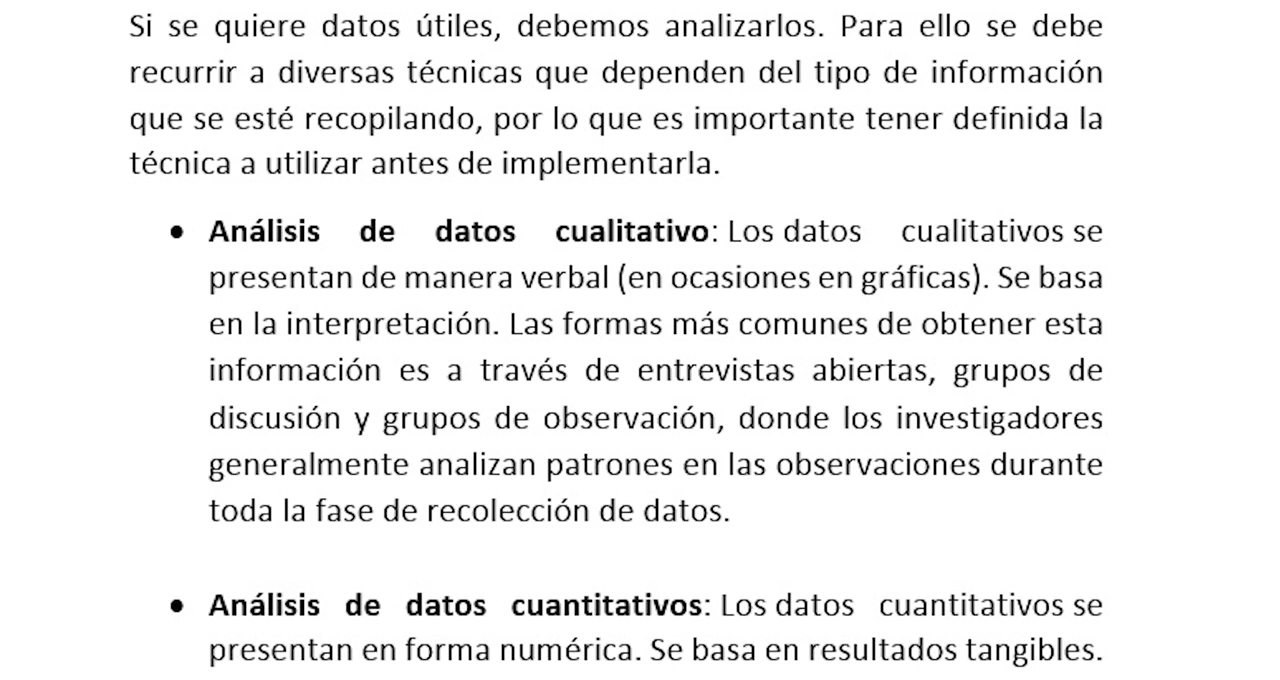 Si se quiere datos útiles, debemos analizarlos. Para ello se debe
recurrir a diversas técnicas que dependen del tipo de información
que se esté recopilando, por lo que es importante tener definida la
técnica a utilizar antes de implementarla.
• Análisis de datos cualitativo: Los datos cualitativos se
presentan de manera verbal (en ocasiones en gráficas). Se basa
en la interpretación. Las formas más comunes de obtener esta
información es a través de entrevistas abiertas, grupos de
discusión y grupos de observación, donde los investigadores
generalmente analizan patrones en las observaciones durante
toda la fase de recolección de datos.
• Análisis de datos cuantitativos: Los datos cuantitativos se
presentan en forma numérica. Se basa en resultados tangibles.